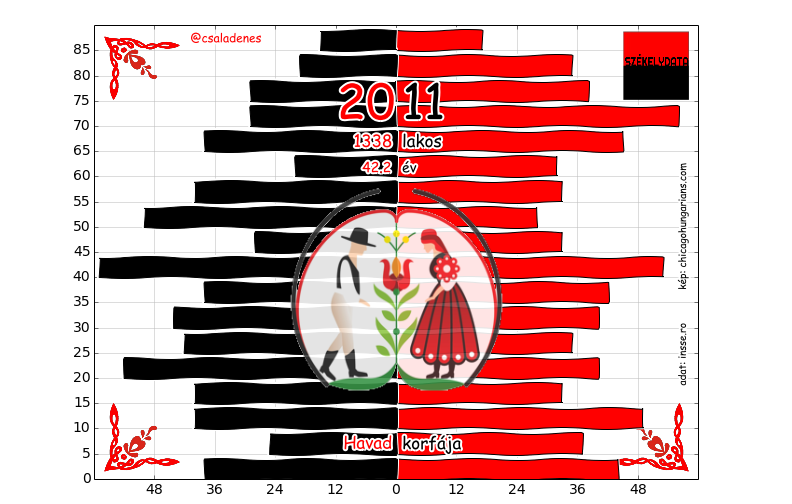 @csaladenes
SZÉKELYDATA
2011
1338 lakos
42.2 év
kép: chicagohungarians.com
adat: insse.ro
Havad korfája
85
80
75
70
65
60
55
50
45
40
35
30
25
20
15
10
5
0
48 36 24 12 0 12 24 36 48